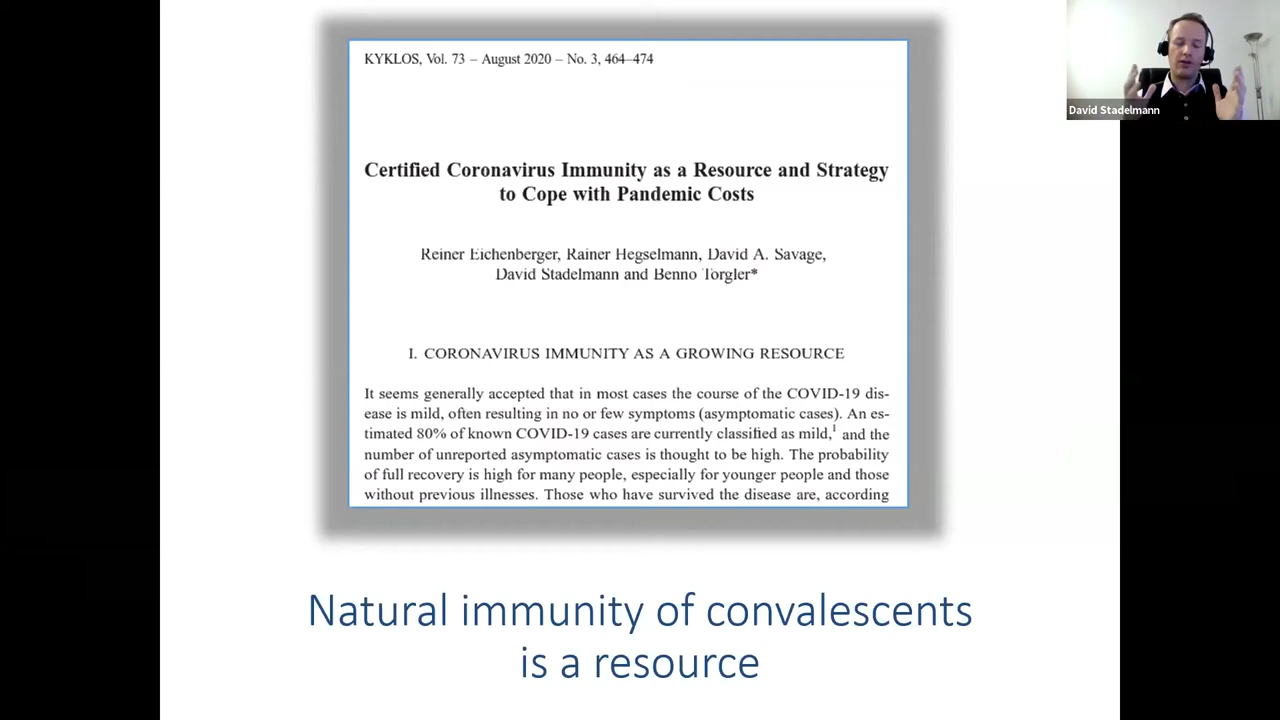 KYKLOS, Vol. 73 – August 2020 – No. 3, 464–474
David Stadelmann
Certified Coronavirus Immunity as a Resource and Strategy
to Cope with Pandemic Costs
Reiner Eichenberger, Rainer Hegselmann, David A. Savage,
David Stadelmann and Benno Torgler*
I. CORONAVIRUS IMMUNITY AS A GROWING RESOURCE
It seems generally accepted that in most cases the course of the COVID-19 dis-
ease is mild, often resulting in no or few symptoms (asymptomatic cases). An es-
timated 80% of known COVID-19 cases are currently classified as mild,1 and the
number of unreported asymptomatic cases is thought to be high. The probability
of full recovery is high for many people, especially for younger people and those
without previous illnesses. Those who have survived the disease are, according
Natural immunity of convalescents
is a resource